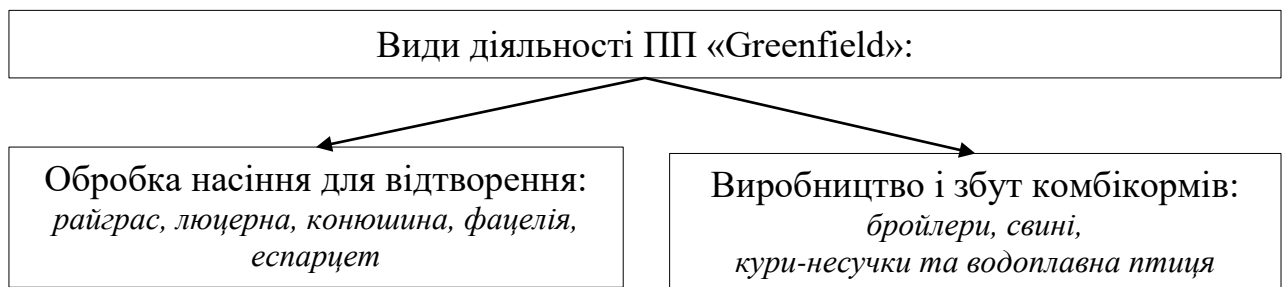 Види діяльності ПП «Greenfield»:
Обробка насіння для відтворення:
райграс, люцерна, конюшина, фацелія,
еспарцет
Виробництво і збут комбікормів:
бройлери, свині,
кури-несучки та водоплавна птиця